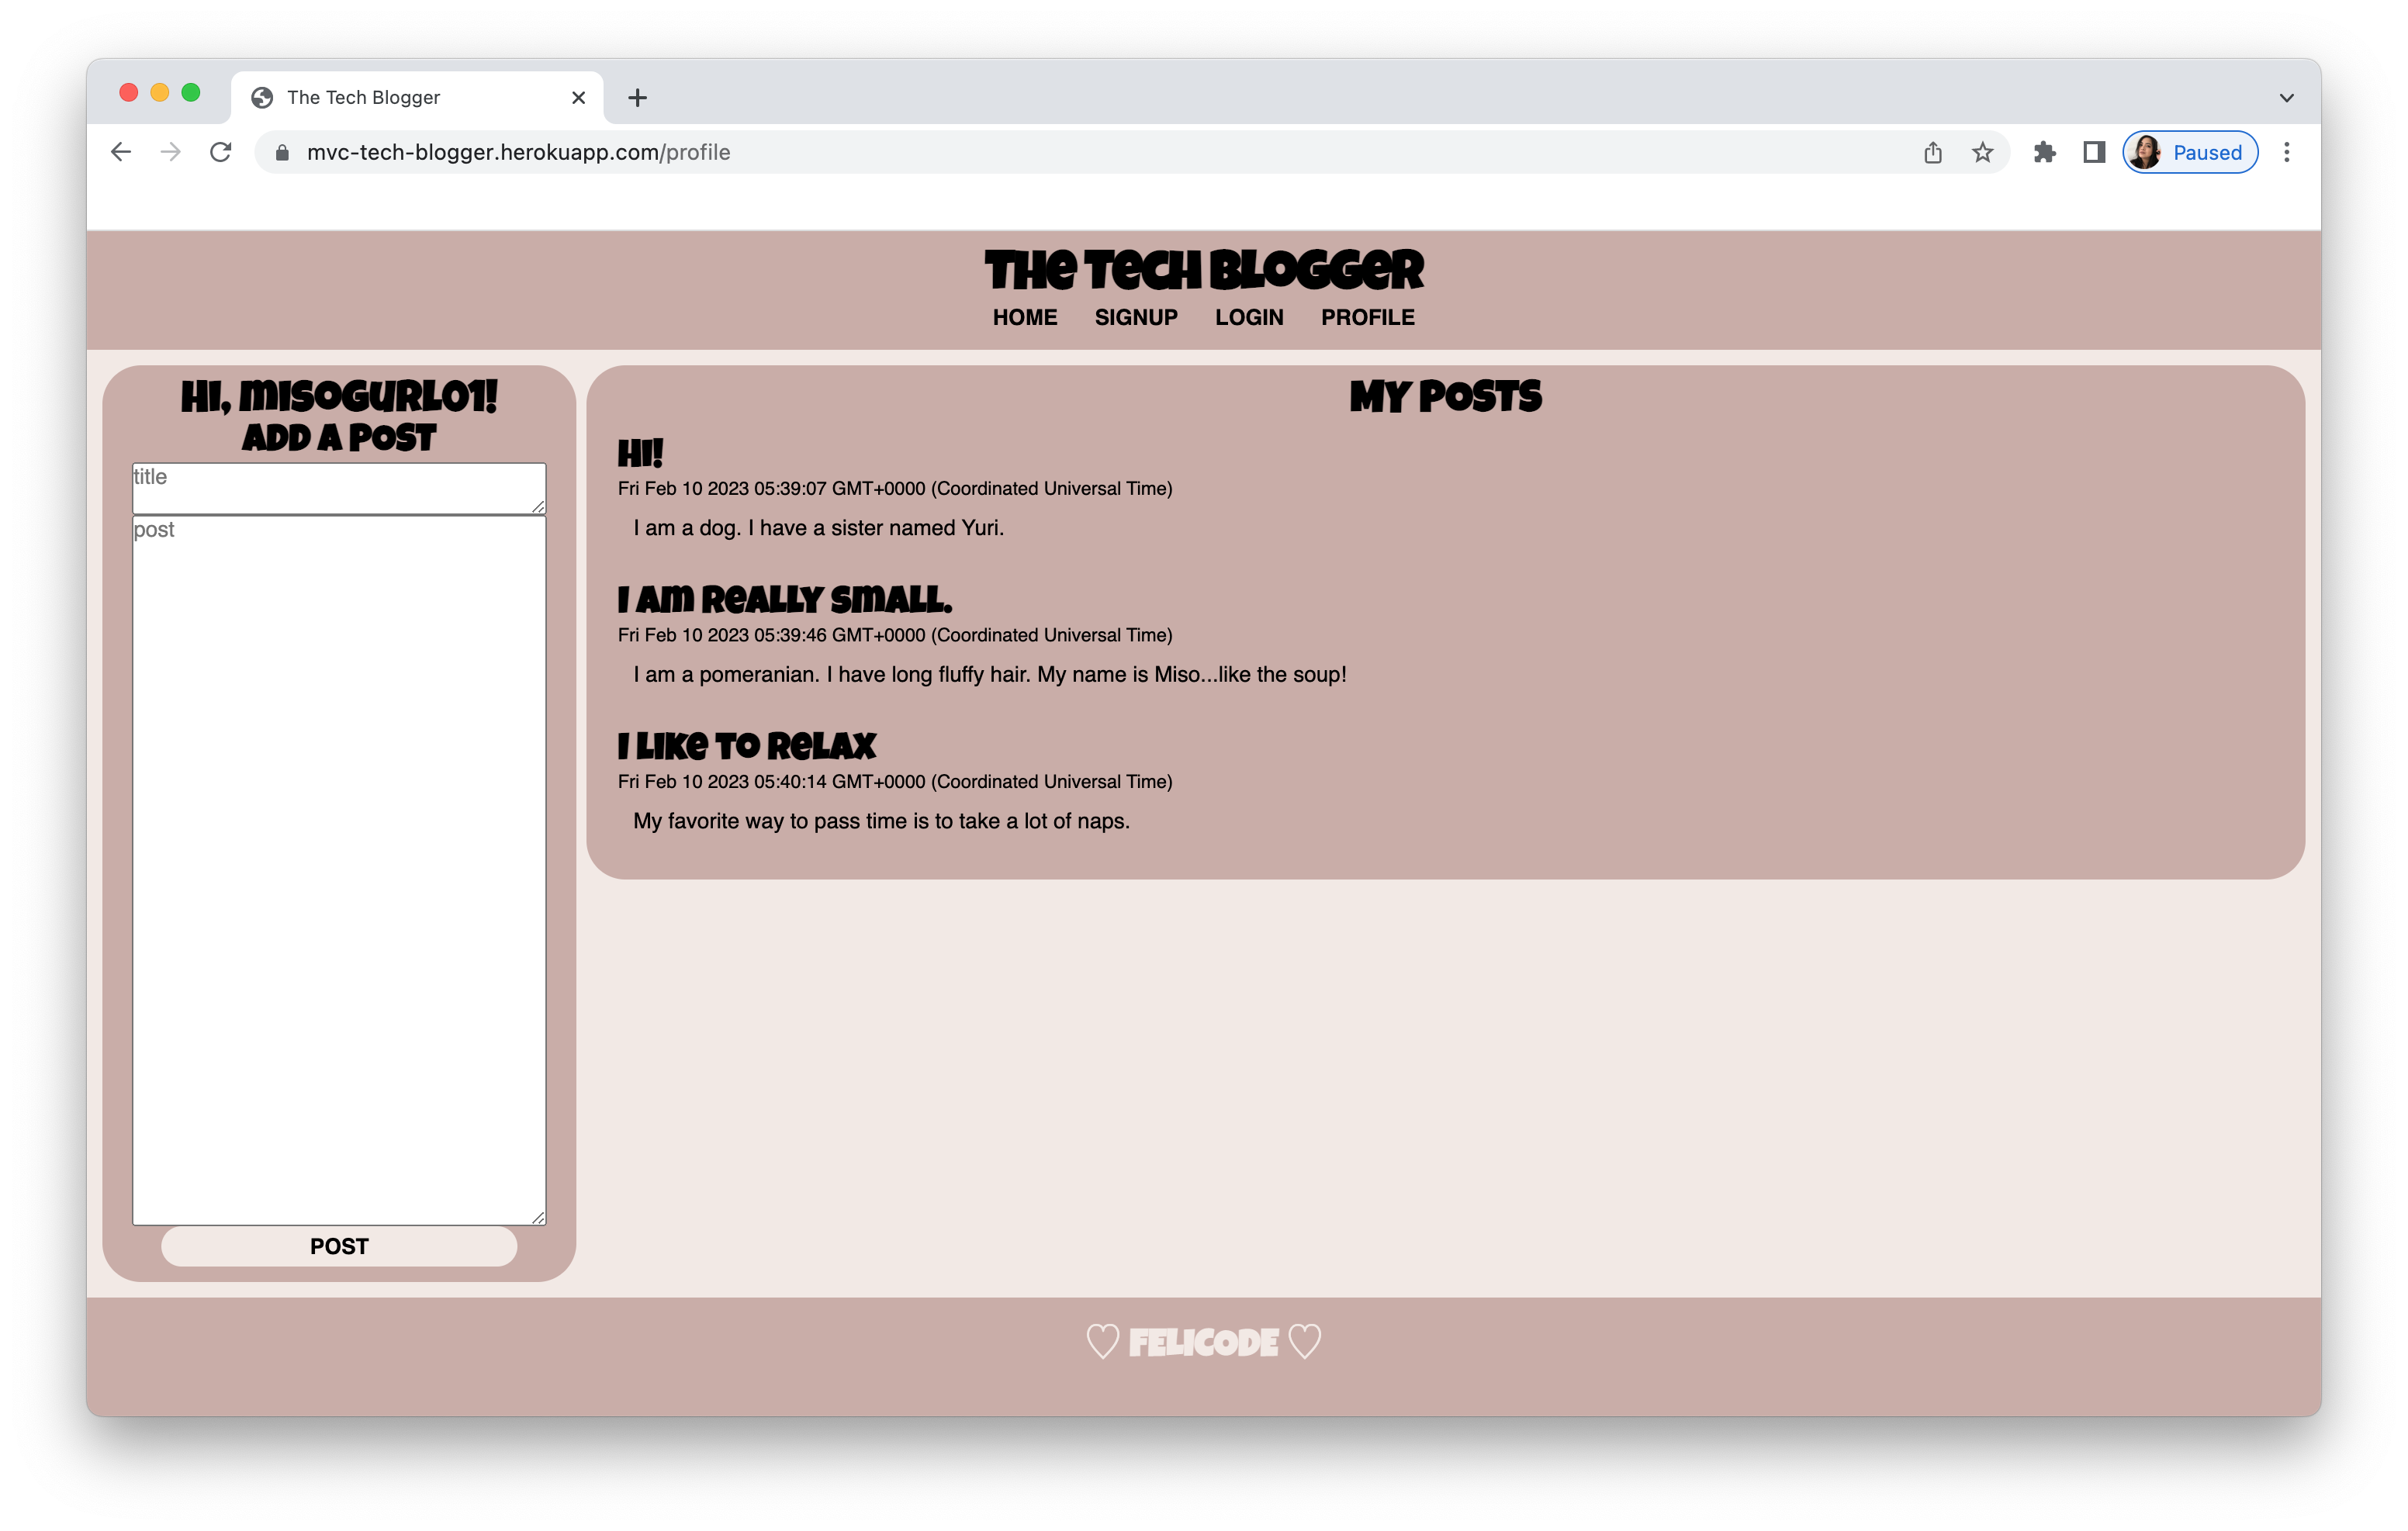 The Tech Blogger
mvc-tech-blogger.herokuapp.com/profile
Paused
The Tech Blogger
HOME SIGNUP LOGIN PROFILE
Hi, misogurl01!
Add a Post
title
post
POST
My Posts
Hi!
Fri Feb 10 2023 05:39:07 GMT+0000 (Coordinated Universal Time)
I am a dog. I have a sister named Yuri.
I am really small.
Fri Feb 10 2023 05:39:46 GMT+0000 (Coordinated Universal Time)
I am a pomeranian. I have long fluffy hair. My name is Miso...like the soup!
I like to relax
Fri Feb 10 2023 05:40:14 GMT+0000 (Coordinated Universal Time)
My favorite way to pass time is to take a lot of naps.
♡ FELICODE ♡